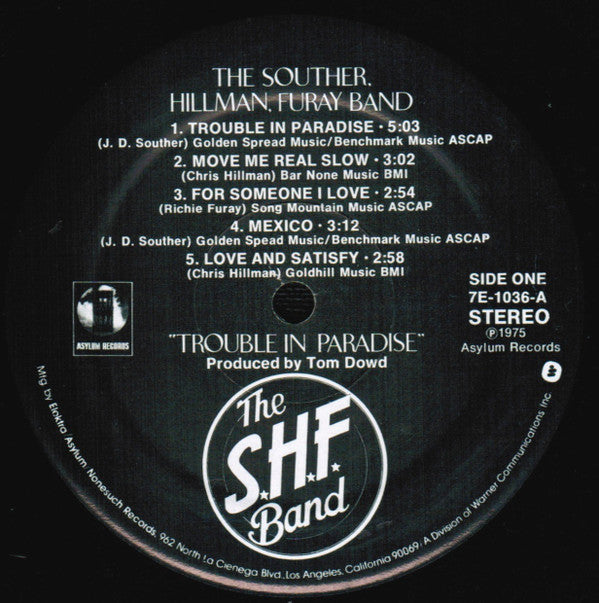 THE SOUTHER,
HILLMAN, FURAY BAND
1. TROUBLE IN PARADISE • 5:03
(J. D. Souther) Golden Spread Music/Benchmark Music ASCAP
2. MOVE ME REAL SLOW • 3:02
(Chris Hillman) Bar None Music BMI
3. FOR SOMEONE I LOVE • 2:54
(Richie Furay) Song Mountain Music ASCAP
4. MEXICO • 3:12
(J. D. Souther) Golden Spead Music/Benchmark Music ASCAP
5. LOVE AND SATISFY • 2:58
(Chris Hillman) Goldhill Music BMI
ASYLUM RECORDS
SIDE ONE
7E-1036-A
STEREO
℗1975
Asylum Records
"TROUBLE IN PARADISE"
Produced by Tom Dowd
The
S.H.F.
Band
Mfg. by Elektra Asylum Nonesuch Records, 962 North La Cienega Blvd., Los Angeles, California 90069, A Division of Warner Communications Inc